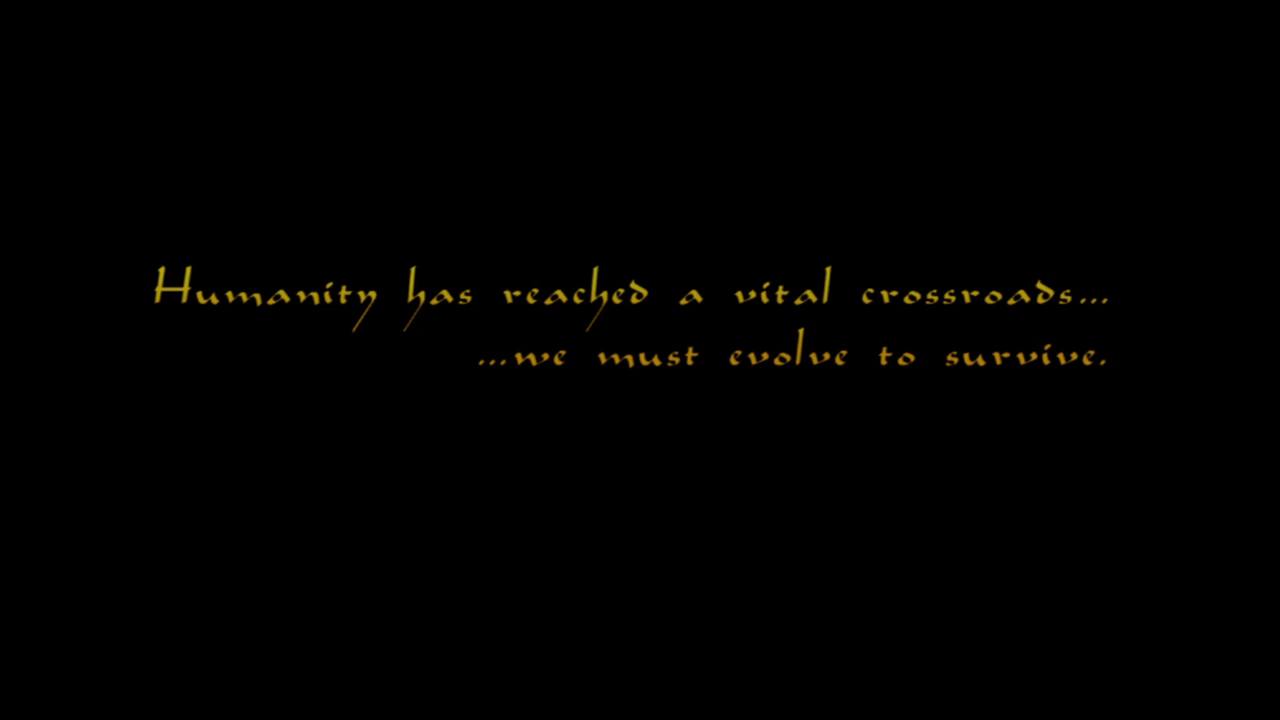 Humanity has reached a vital crossroads...
...we must evolve to survive.